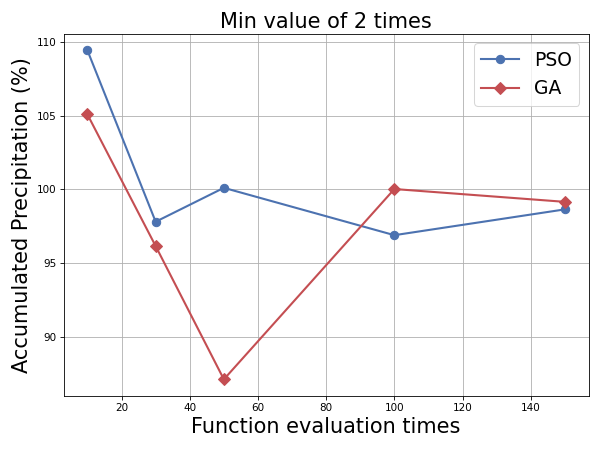 Min value of 2 times
Accumulated Precipitation (%)
110
105
100
95
90
PSO
GA
20 40 60 80 100 120 140
Function evaluation times